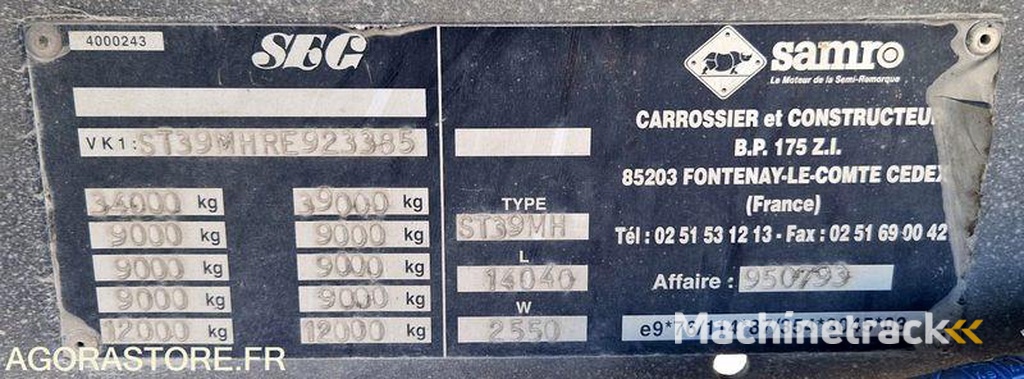 4000243
SEG
VK1: ST39MHRE923385
34000 kg 39000 kg
9000 kg 9000 kg
9000 kg 9000 kg
9000 kg 9000 kg
12000 kg 12000 kg
TYPE
ST39MH
L
14040
W
2550
samro
Le Moteur de la Semi-Remorque
CARROSSIER et CONSTRUCTEU
B.P. 175 Z.I.
85203 FONTENAY-LE-COMTE CEDEX
(France)
Tél : 02 51 53 12 13 - Fax : 02 51 69 00 42
Affaire : 950793
Machinetrack
AGORASTORE.FR